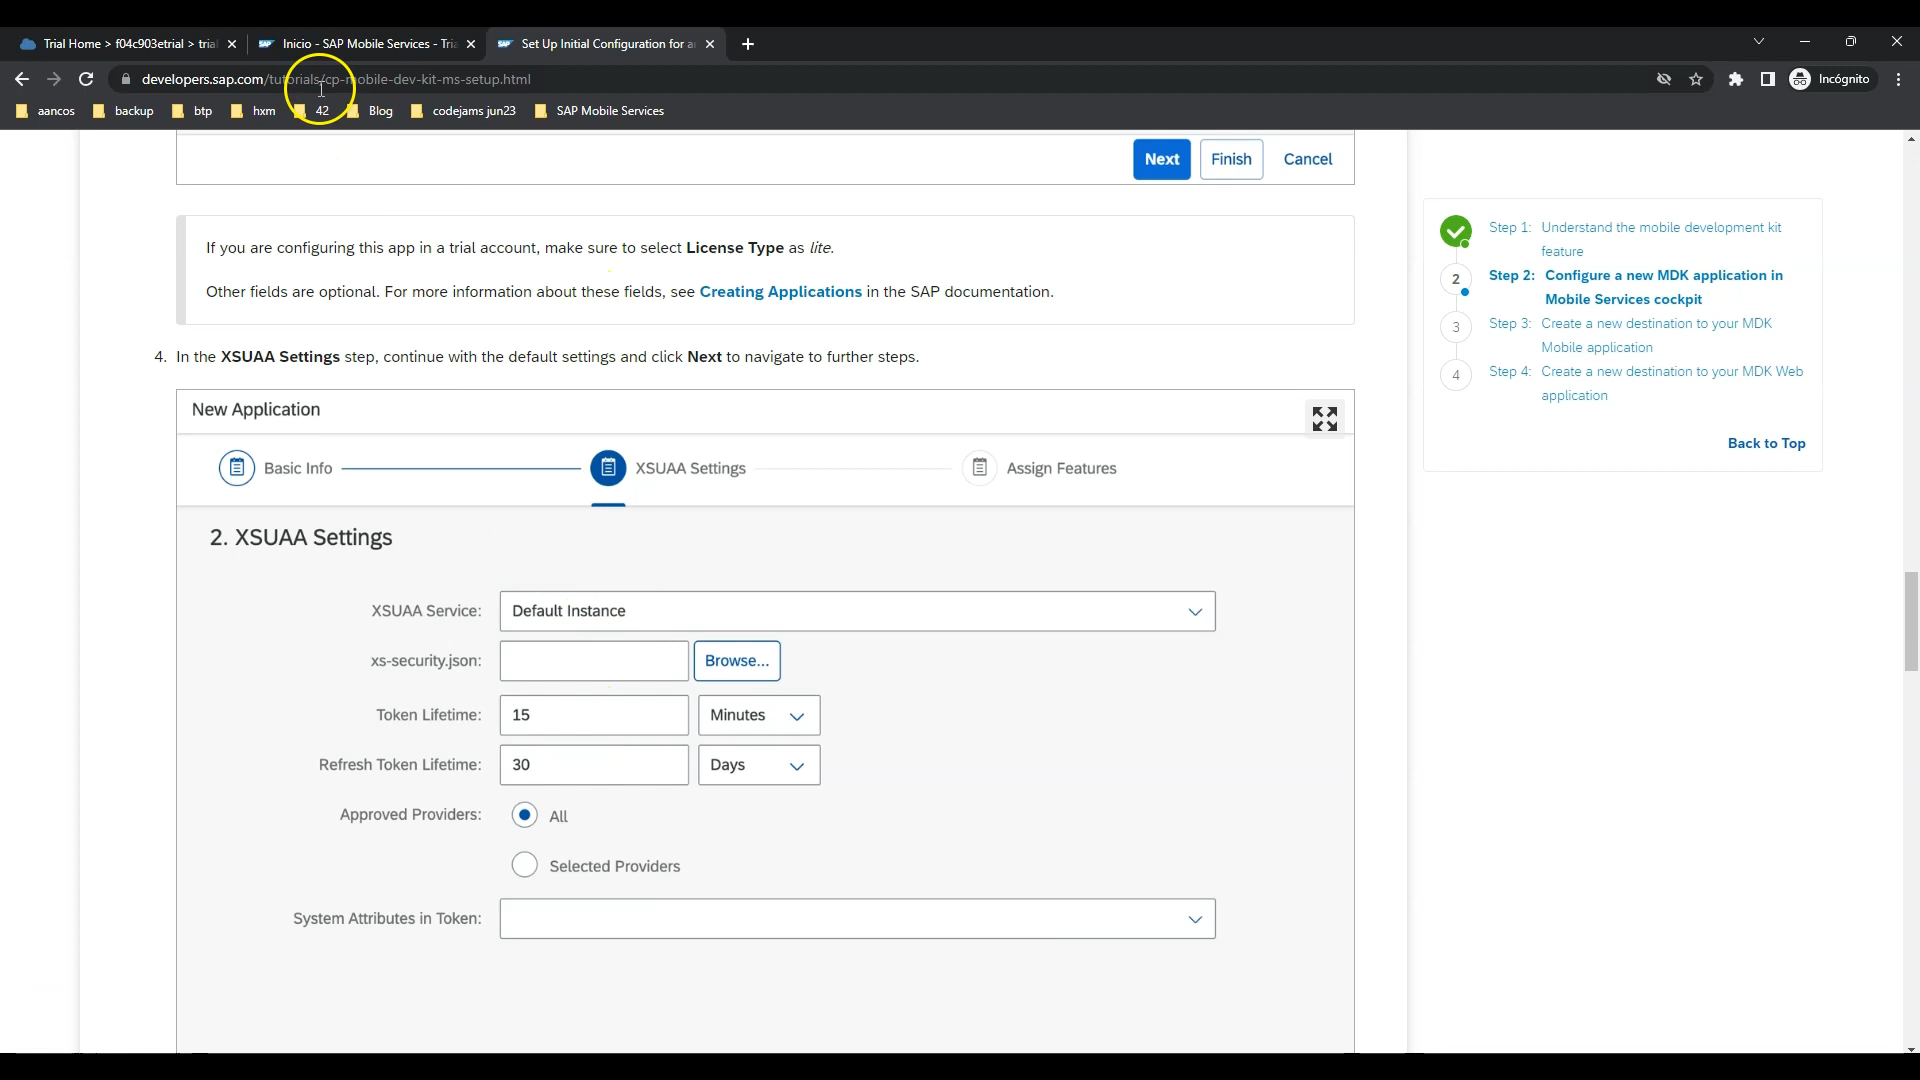 Trial Home > f04c903etrial > trial
Inicio - SAP Mobile Services - Tri
Set Up Initial Configuration for a
developers.sap.com/tutorials/cp-mobile-dev-kit-ms-setup.html
Incógnito
aancos
backup
btp
hxm
42
Blog
codejams jun23
SAP Mobile Services
Next
Finish
Cancel
If you are configuring this app in a trial account, make sure to select License Type as lite.
Other fields are optional. For more information about these fields, see Creating Applications in the SAP documentation.
4. In the XSUAA Settings step, continue with the default settings and click Next to navigate to further steps.
New Application
Basic Info
XSUAA Settings
Assign Features
2. XSUAA Settings
XSUAA Service: Default Instance
xs-security.json: Browse...
Token Lifetime: 15 Minutes
Refresh Token Lifetime: 30 Days
Approved Providers: All
Selected Providers
System Attributes in Token:
Step 1: Understand the mobile development kit
feature
2 Step 2: Configure a new MDK application in
Mobile Services cockpit
3 Step 3: Create a new destination to your MDK
Mobile application
4 Step 4: Create a new destination to your MDK Web
application
Back to Top